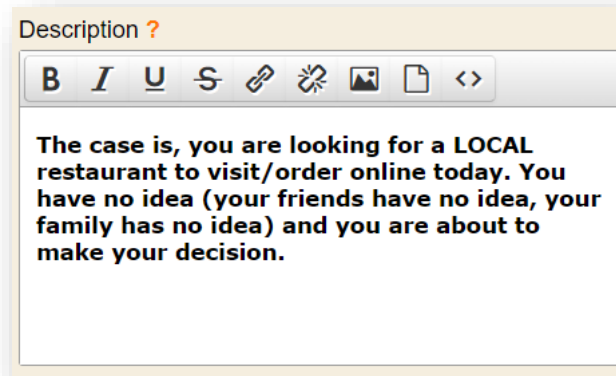 Description ?
B I U S <>
The case is, you are looking for a LOCAL
restaurant to visit/order online today. You
have no idea (your friends have no idea, your
family has no idea) and you are about to
make your decision.